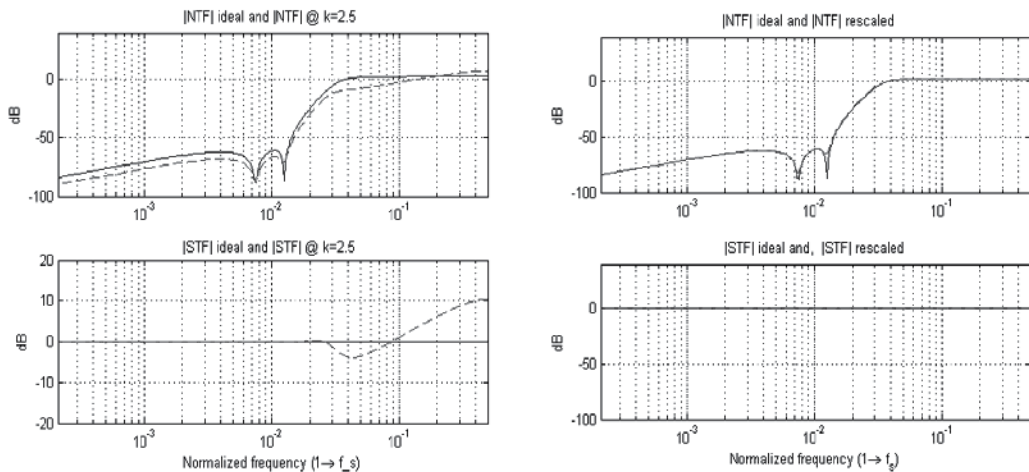 |NTF| ideal and |NTF| @ k=2.5
dB
0
-50
-100
10^-3
10^-2
10^-1
|STF| ideal and |STF| @ k=2.5
dB
20
10
0
-10
-20
10^-3
10^-2
10^-1
Normalized frequency (1→ f_s)
|NTF| ideal and |NTF| rescaled
dB
0
-50
-100
10^-3
10^-2
10^-1
|STF| ideal and, |STF| rescaled
dB
0
-50
-100
10^-3
10^-2
10^-1
Normalized frequency (1→ f_s)